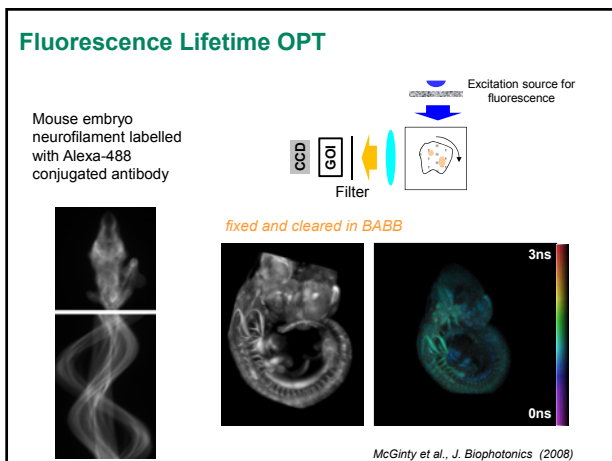 Fluorescence Lifetime OPT
Excitation source for
fluorescence
Mouse embryo
neurofilament labelled
with Alexa-488
conjugated antibody
CCD
GOI
Filter
fixed and cleared in BABB
3ns
0ns
McGinty et al., J. Biophotonics (2008)